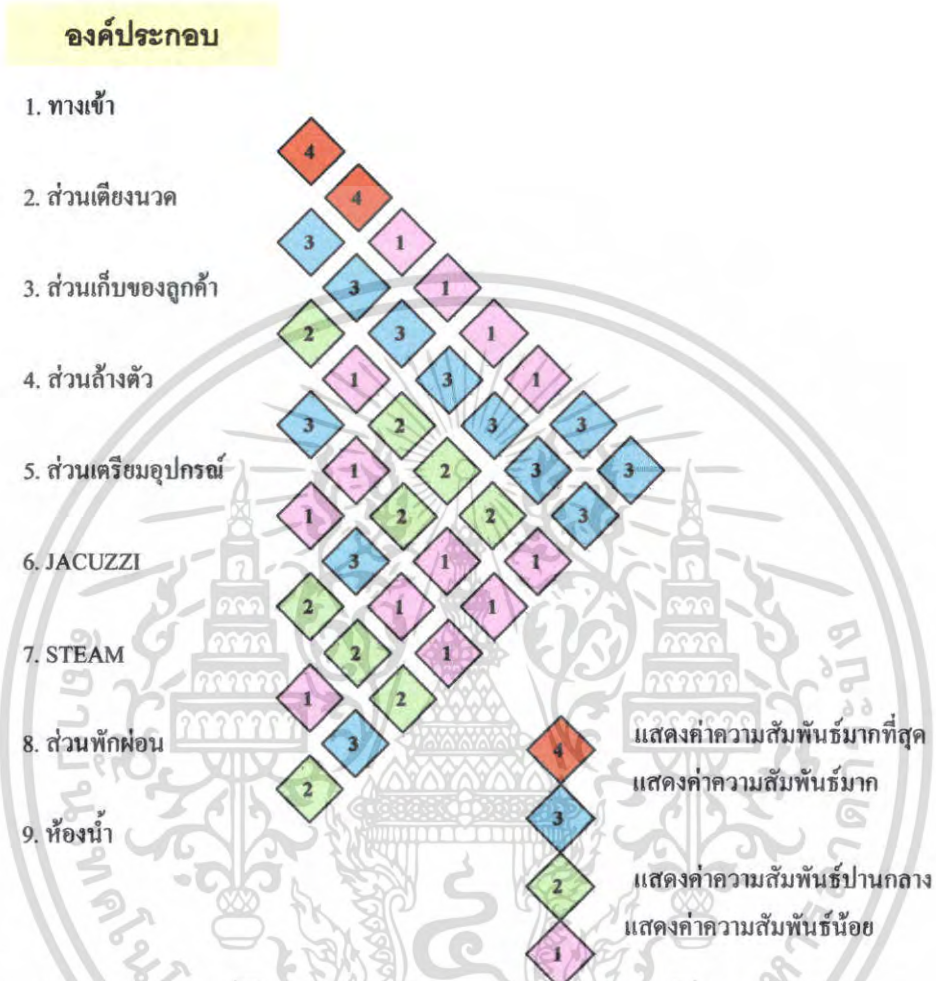 องค์ประกอบ
1. ทางเข้า
4
2. ส่วนเตียงนวด 4
3 1
3. ส่วนเก็บของลูกค้า 3 1
2 3 1
4. ส่วนล้างตัว 1 3 1
3 2 3 3
5. ส่วนเตรียมอุปกรณ์ 1 2 3 3
1 2 2 3
6. JACUZZI 3 1 1
2 1 1
7. STEAM 2 1
1 2
8. ส่วนพักผ่อน 3
2
9. ห้องน้ำ
4 แสดงค่าความสัมพันธ์มากที่สุด
3 แสดงค่าความสัมพันธ์มาก
2 แสดงค่าความสัมพันธ์ปานกลาง
1 แสดงค่าความสัมพันธ์น้อย